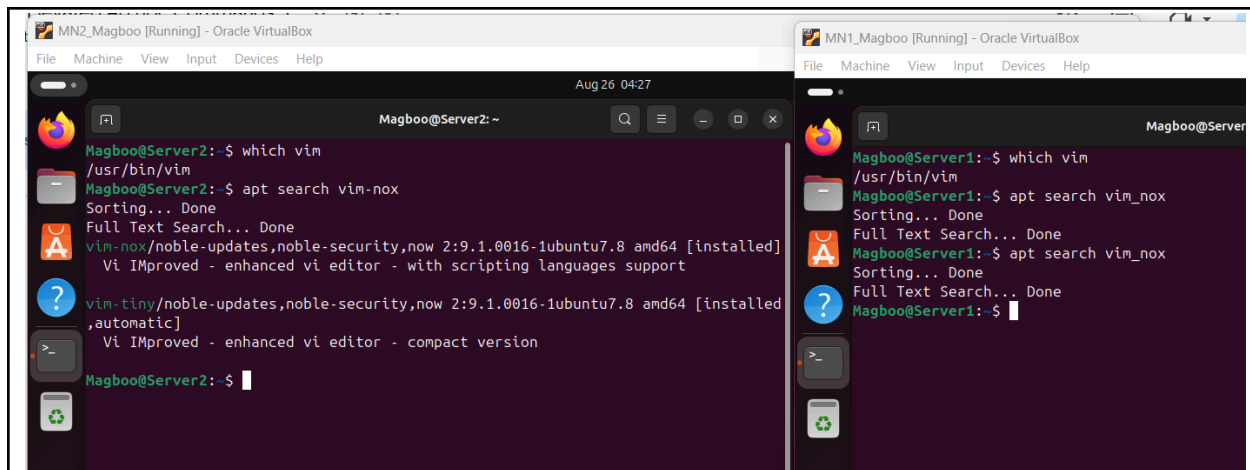 MN2_Magboo [Running] - Oracle VirtualBox
File Machine View Input Devices Help
Aug 26 04:27
Magboo@Server2: ~
Magboo@Server2:~$ which vim
/usr/bin/vim
Magboo@Server2:~$ apt search vim-nox
Sorting... Done
Full Text Search... Done
vim-nox/noble-updates,noble-security,now 2:9.1.0016-1ubuntu7.8 amd64 [installed]
Vi IMproved - enhanced vi editor - with scripting languages support
vim-tiny/noble-updates,noble-security,now 2:9.1.0016-1ubuntu7.8 amd64 [installed
,automatic]
Vi IMproved - enhanced vi editor - compact version
Magboo@Server2:~$
MN1_Magboo [Running] - Oracle VirtualBox
File Machine View Input Devices Help
Magboo@Server
Magboo@Server1:~$ which vim
/usr/bin/vim
Magboo@Server1:~$ apt search vim_nox
Sorting... Done
Full Text Search... Done
Magboo@Server1:~$ apt search vim_nox
Sorting... Done
Full Text Search... Done
Magboo@Server1:~$